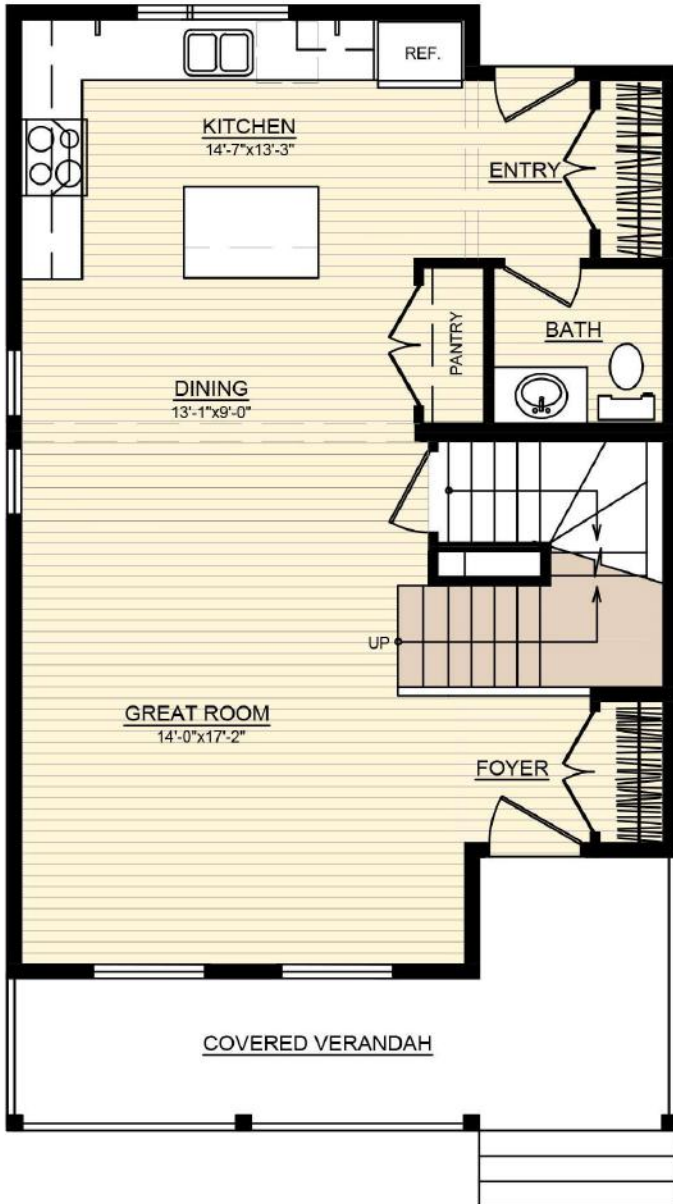 REF.
KITCHEN
14'-7"x13'-3"
ENTRY
BATH
PANTRY
DINING
13'-1"x9'-0"
UP
GREAT ROOM
14'-0"x17'-2"
FOYER
COVERED VERANDAH